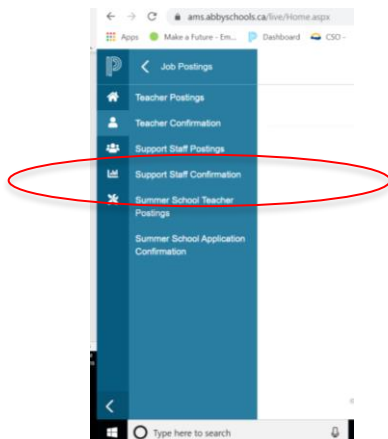 ams.abbyschools.ca/live/Home.aspx
Apps Make a Future - Em... Dashboard CSO -
Job Postings
Teacher Postings
Teacher Confirmation
Support Staff Postings
Support Staff Confirmation
Summer School Teacher
Postings
Summer School Application
Confirmation
Type here to search